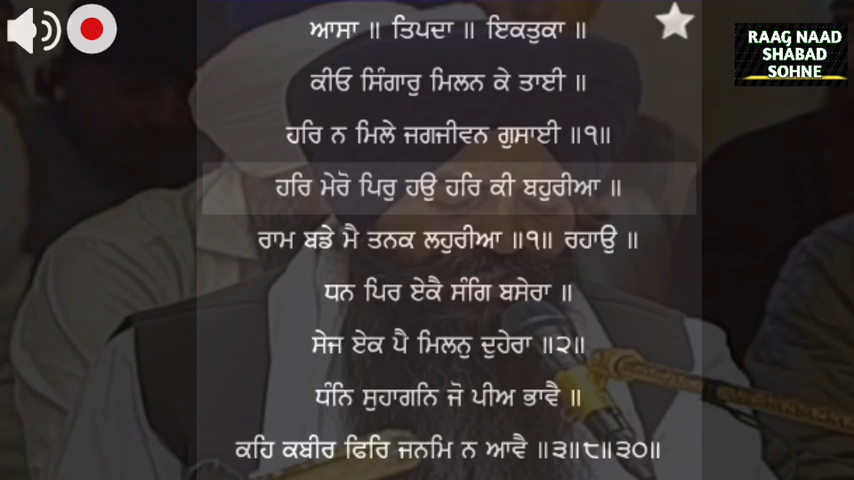 ਆਸਾ ॥ ਤਿਪਦਾ ॥ ਇਕਤੁਕਾ ॥
ਕੀਓ ਸਿੰਗਾਰੁ ਮਿਲਨ ਕੇ ਤਾਈ ॥
ਹਰਿ ਨ ਮਿਲੇ ਜਗਜੀਵਨ ਗੁਸਾਈ ॥੧॥
ਹਰਿ ਮੇਰੋ ਪਿਰੁ ਹਉ ਹਰਿ ਕੀ ਬਹੁਰੀਆ ॥
ਰਾਮ ਬਡੇ ਮੈ ਤਨਕ ਲਹੁਰੀਆ ॥੧॥ ਰਹਾਉ ॥
ਧਨ ਪਿਰ ਏਕੈ ਸੰਗਿ ਬਸੇਰਾ ॥
ਸੇਜ ਏਕ ਪੈ ਮਿਲਨੁ ਦੁਹੇਰਾ ॥੨॥
ਧੰਨਿ ਸੁਹਾਗਨਿ ਜੋ ਪੀਅ ਭਾਵੈ ॥
ਕਹਿ ਕਬੀਰ ਫਿਰਿ ਜਨਮਿ ਨ ਆਵੈ ॥੩॥੮॥੩੦॥
RAAG NAAD
SHABAD
SOHNE